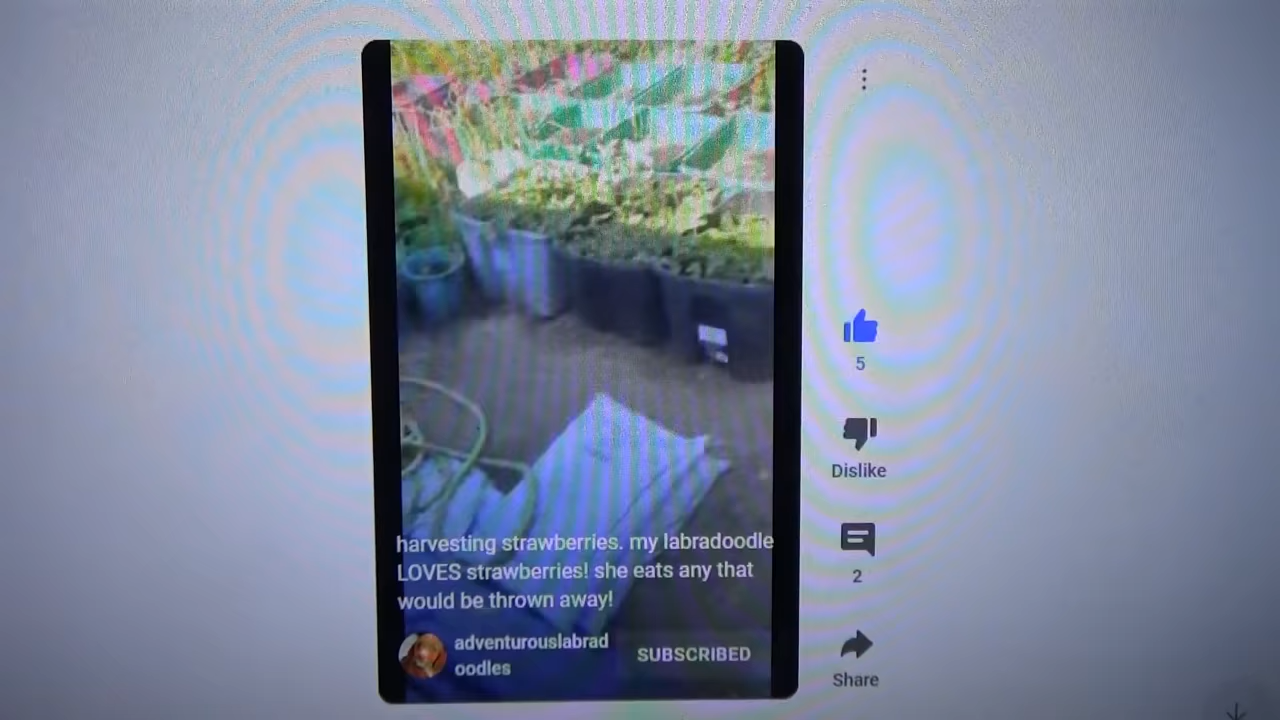 harvesting strawberries. my labradoodle
LOVES strawberries! she eats any that
would be thrown away!
adventurouslabrad
oodles
SUBSCRIBED
5
Dislike
2
Share